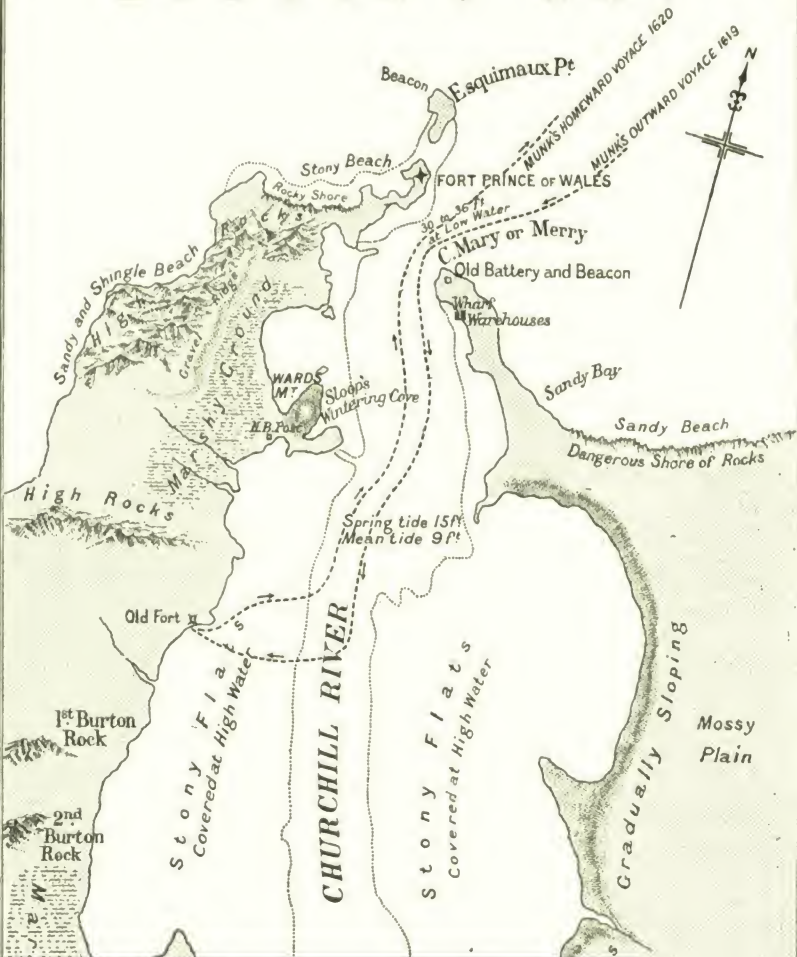 MUNK'S HOMEWARD VOYAGE 1620
MUNK'S OUTWARD VOYAGE 1619
N
Beacon
Esquimaux Pt
Stony Beach
FORT PRINCE OF WALES
Rocky Shore
30 to 36 ft
at Low Water
C. Mary or Merry
Old Battery and Beacon
Wharf
Warehouses
Sandy and Shingle Beach
High Rocks
Gravel Ridge
Marshy Ground
WARDS
MT
Sloop's
Wintering Cove
H.B. Post
Sandy Bay
Sandy Beach
Dangerous Shore of Rocks
High Rocks
Spring tide 15ft
Mean tide 9ft
Old Fort
Stony Flats
Covered at High Water
CHURCHILL RIVER
Stony Flats
Covered at High Water
Gradually Sloping
Mossy
Plain
1st Burton
Rock
2nd
Burton
Rock
Mar
s